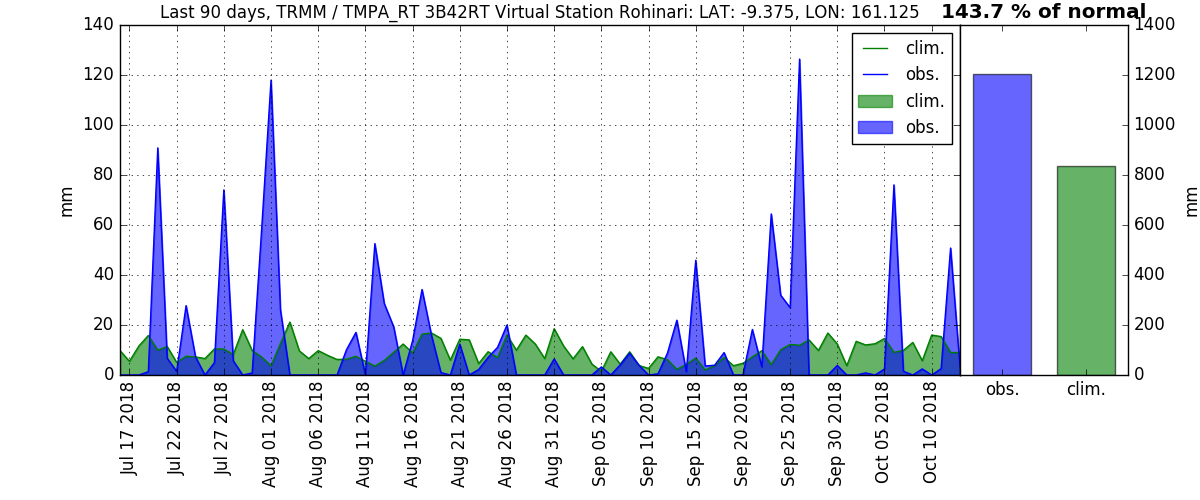 Last 90 days, TRMM / TMPA_RT 3B42RT Virtual Station Rohinari: LAT: -9.375, LON: 161.125
143.7 % of normal
140
120
100
80
60
40
20
0
mm
clim.
obs.
clim.
obs.
1400
1200
1000
800
600
400
200
0
mm
Jul 17 2018
Jul 22 2018
Jul 27 2018
Aug 01 2018
Aug 06 2018
Aug 11 2018
Aug 16 2018
Aug 21 2018
Aug 26 2018
Aug 31 2018
Sep 05 2018
Sep 10 2018
Sep 15 2018
Sep 20 2018
Sep 25 2018
Sep 30 2018
Oct 05 2018
Oct 10 2018
obs.
clim.